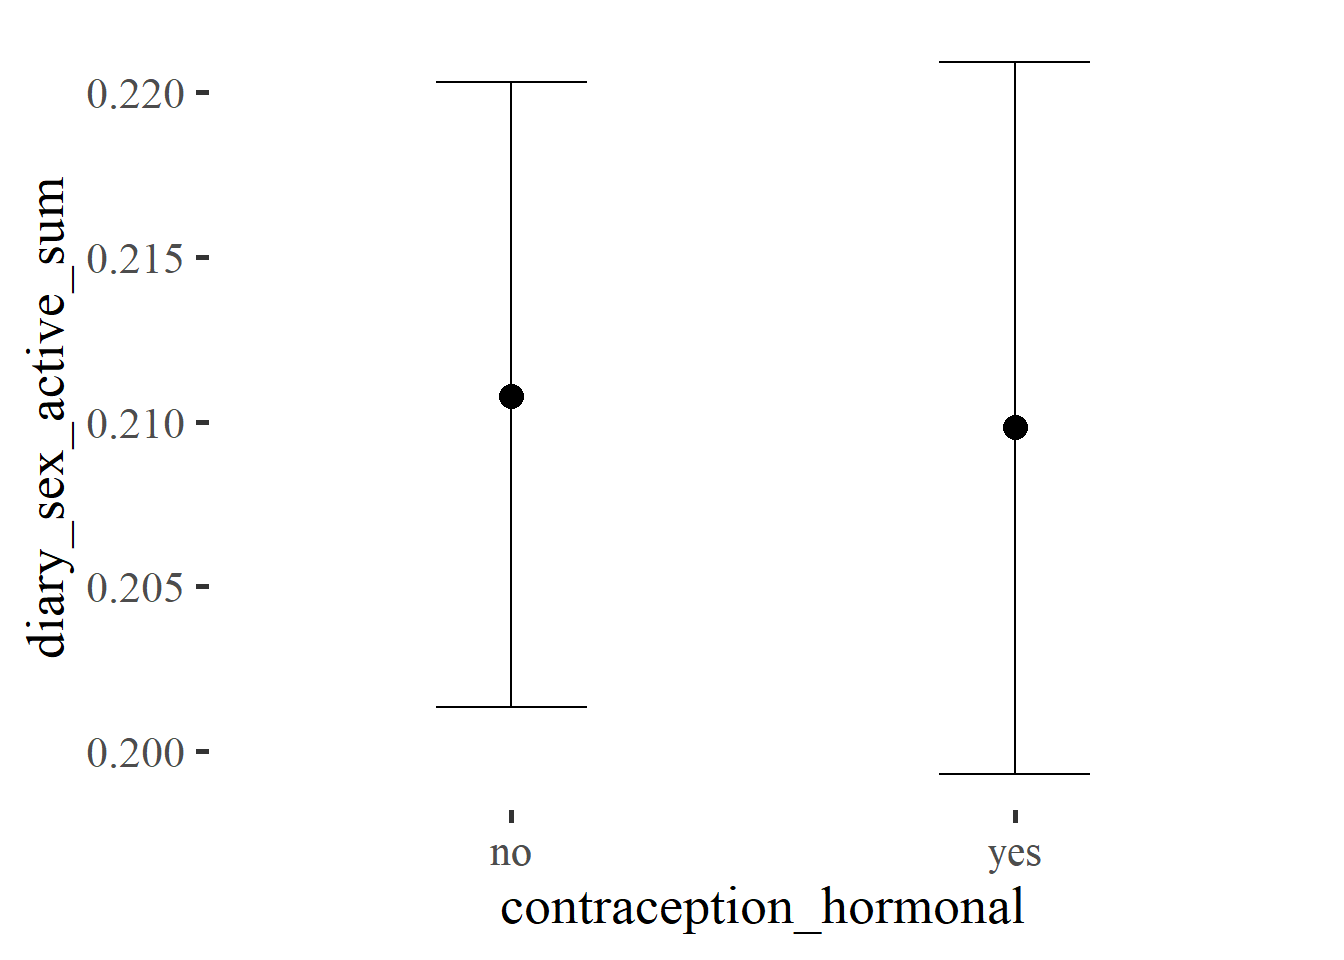 diary_sex_active_sum
0.220
0.215
0.210
0.205
0.200
no
yes
contraception_hormonal